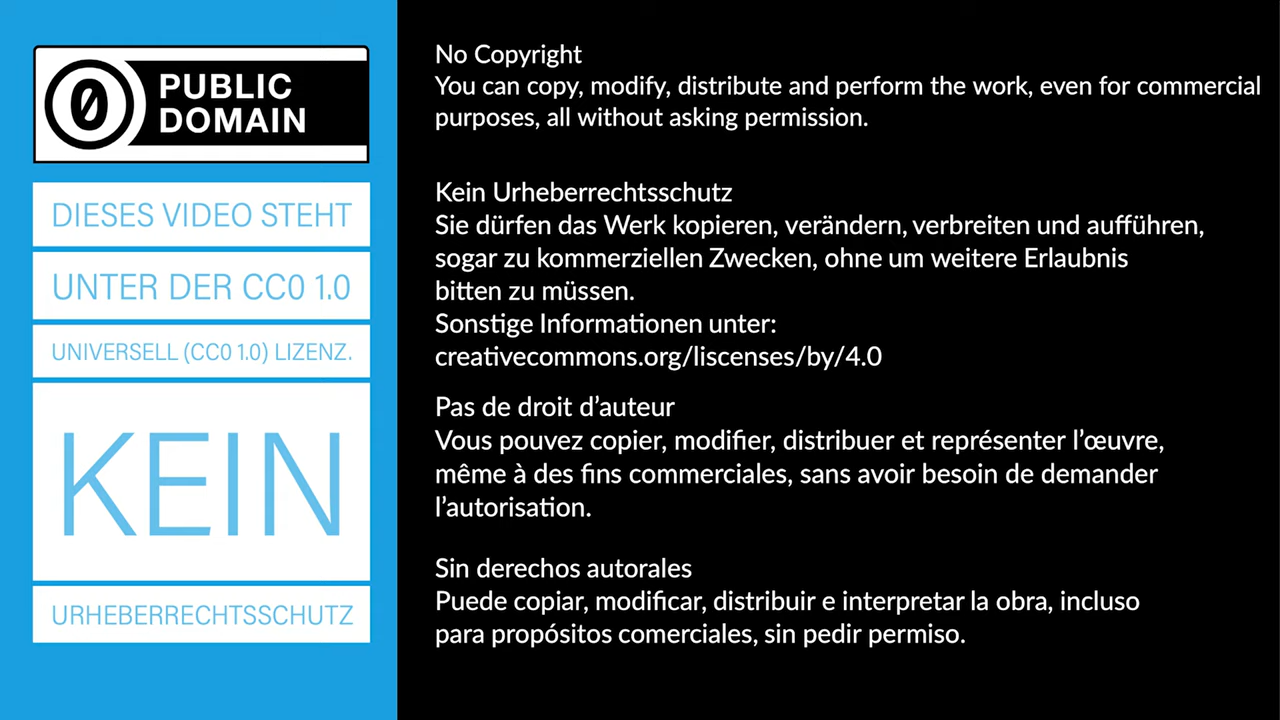 0
PUBLIC
DOMAIN
DIESES VIDEO STEHT
UNTER DER CC0 1.0
UNIVERSELL (CC0 1.0) LIZENZ.
KEIN
URHEBERRECHTSSCHUTZ
No Copyright
You can copy, modify, distribute and perform the work, even for commercial
purposes, all without asking permission.
Kein Urheberrechtsschutz
Sie dürfen das Werk kopieren, verändern, verbreiten und aufführen,
sogar zu kommerziellen Zwecken, ohne um weitere Erlaubnis
bitten zu müssen.
Sonstige Informationen unter:
creativecommons.org/liscenses/by/4.0
Pas de droit d’auteur
Vous pouvez copier, modifier, distribuer et représenter l’œuvre,
même à des fins commerciales, sans avoir besoin de demander
l’autorisation.
Sin derechos autorales
Puede copiar, modificar, distribuir e interpretar la obra, incluso
para propósitos comerciales, sin pedir permiso.